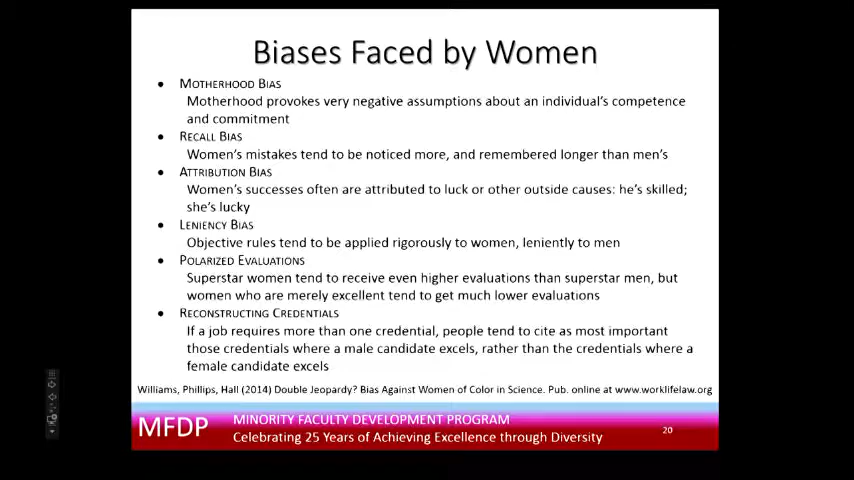 Biases Faced by Women
• MOTHERHOOD BIAS
Motherhood provokes very negative assumptions about an individual's competence
and commitment
• RECALL BIAS
Women's mistakes tend to be noticed more, and remembered longer than men's
• ATTRIBUTION BIAS
Women's successes often are attributed to luck or other outside causes: he's skilled;
she's lucky
• LENIENCY BIAS
Objective rules tend to be applied rigorously to women, leniently to men
• POLARIZED EVALUATIONS
Superstar women tend to receive even higher evaluations than superstar men, but
women who are merely excellent tend to get much lower evaluations
• RECONSTRUCTING CREDENTIALS
If a job requires more than one credential, people tend to cite as most important
those credentials where a male candidate excels, rather than the credentials where a
female candidate excels
Williams, Phillips, Hall (2014) Double Jeopardy? Bias Against Women of Color in Science. Pub. online at www.worklifelaw.org
MFDP
MINORITY FACULTY DEVELOPMENT PROGRAM
Celebrating 25 Years of Achieving Excellence through Diversity
20